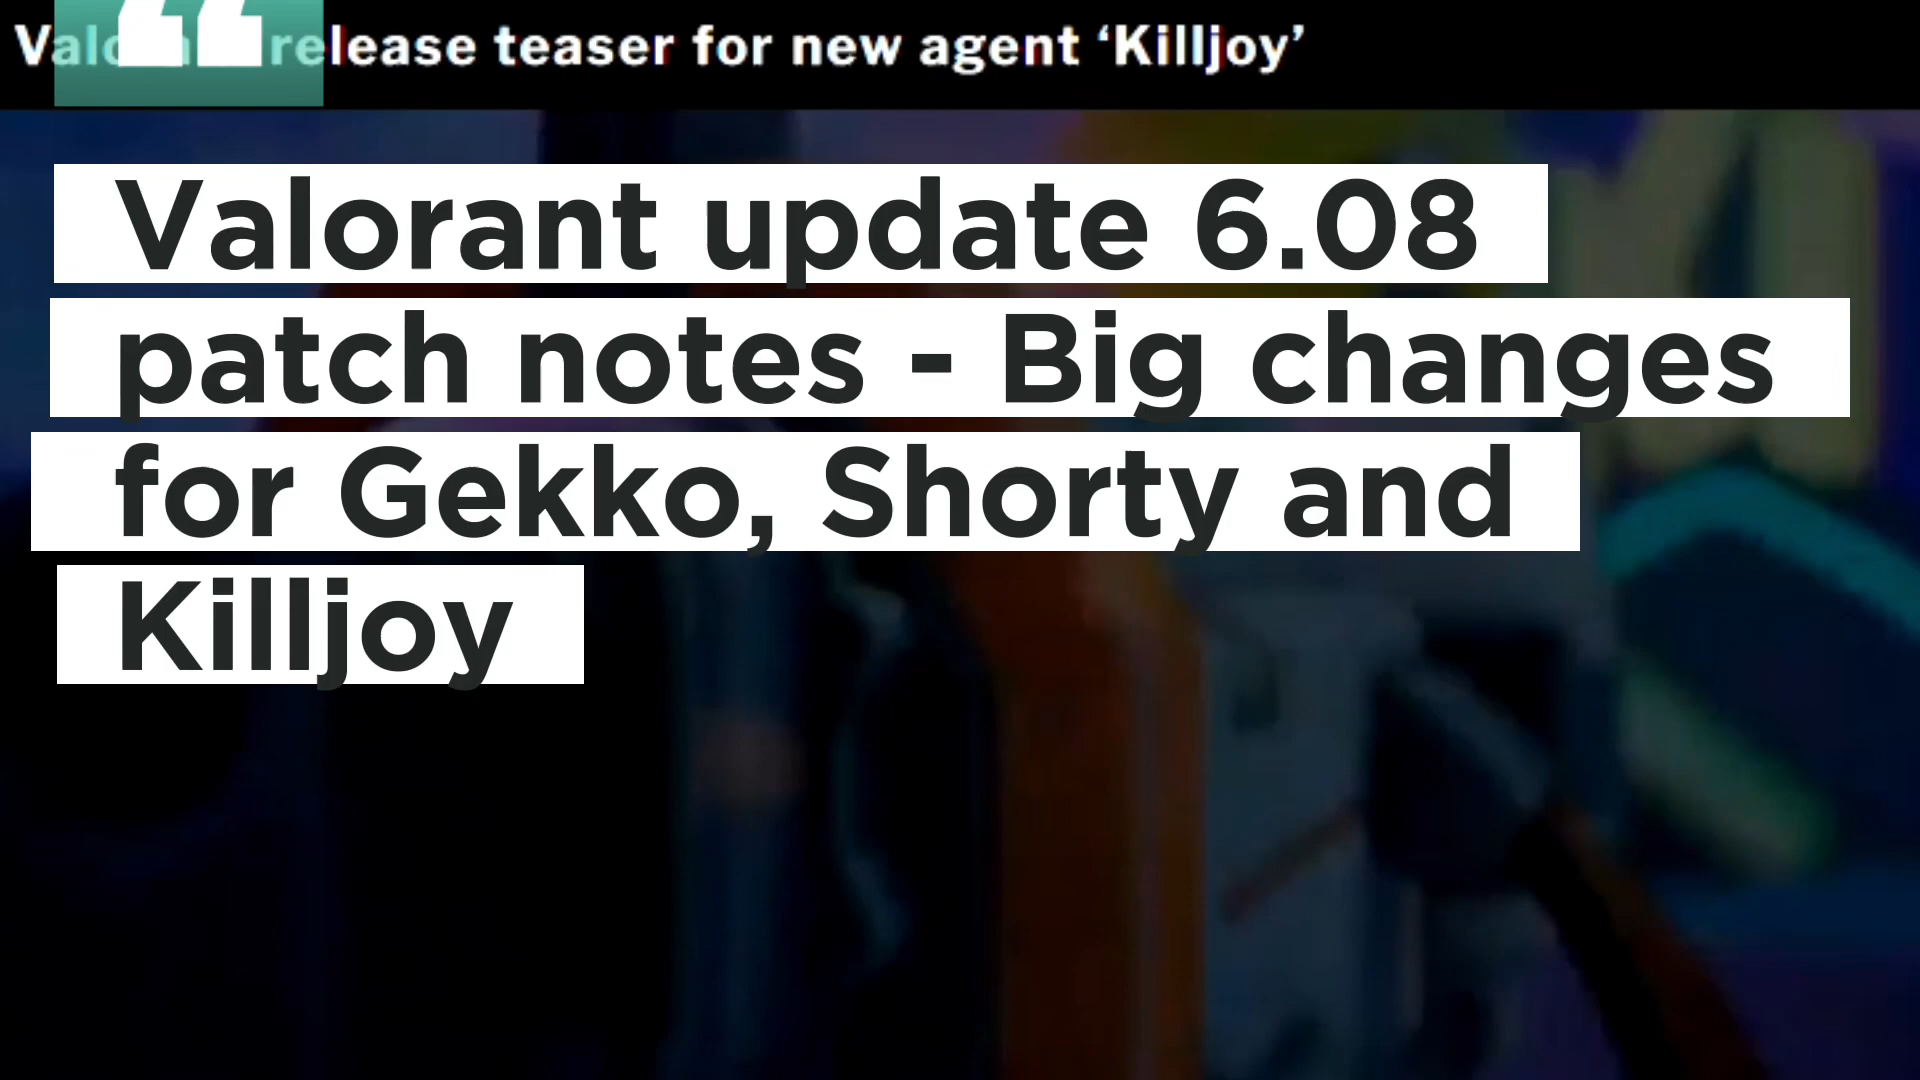 release teaser for new agent ‘Killjoy’
“
Valorant update 6.08
patch notes - Big changes
for Gekko, Shorty and
Killjoy